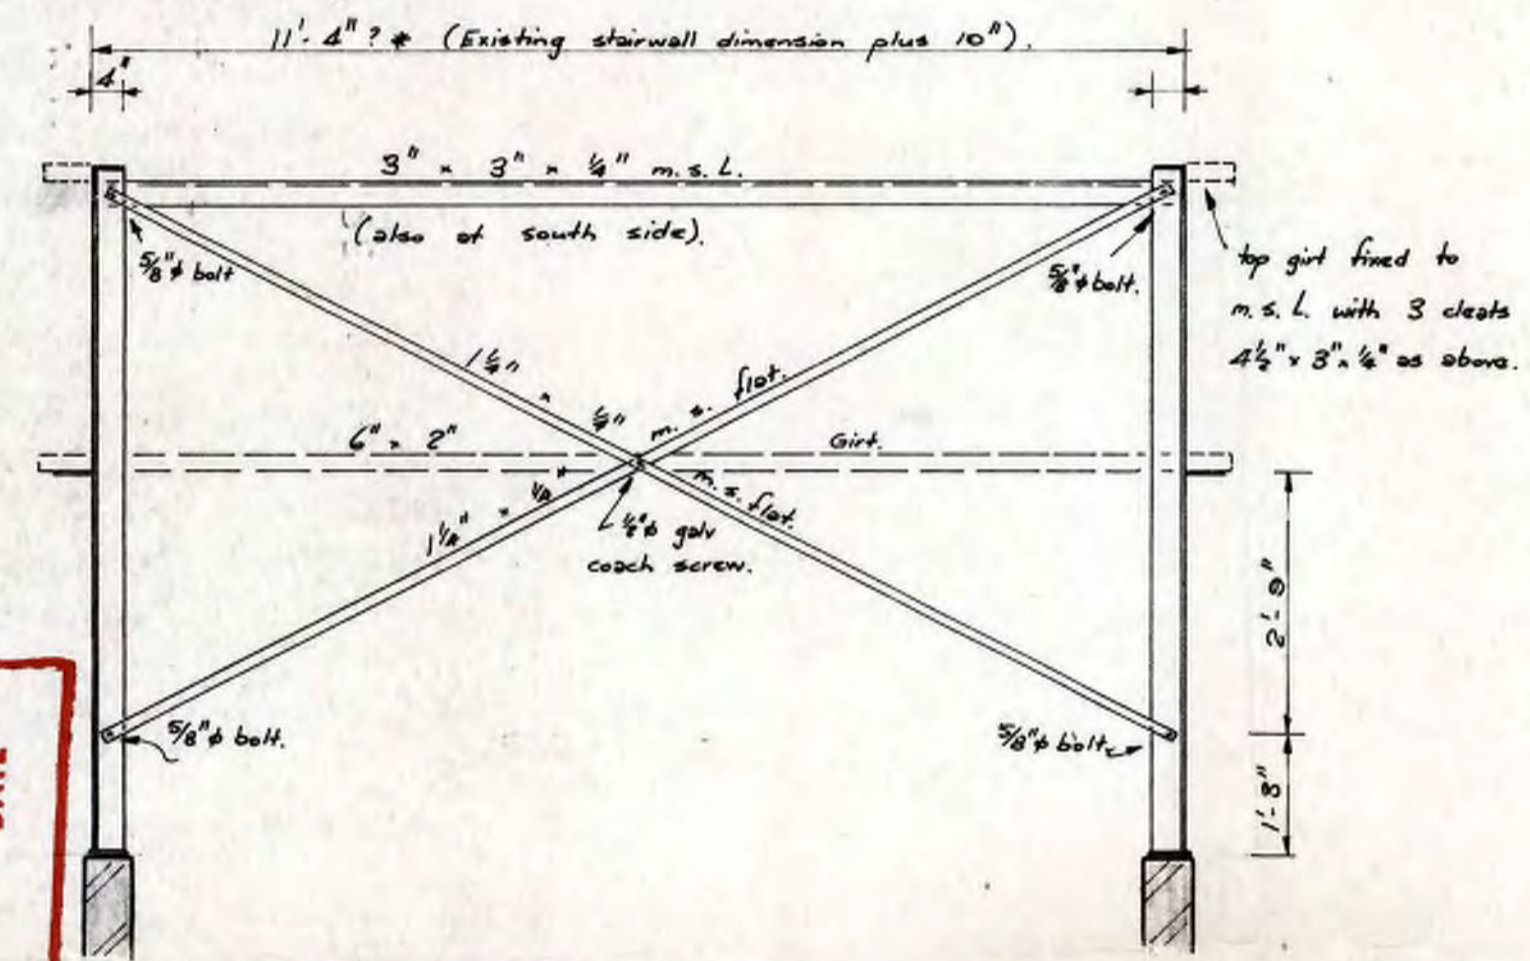 11'-4" ? * (Existing stairwall dimension plus 10").
4"
3" x 3" x 1/4" m.s.L.
(also at south side).
5/8"ϕ bolt
5/8"ϕ bolt.
top girt fixed to
m.s.L. with 3 cleats
4 1/2" x 3" x 1/4" as above.
1 1/4" x 1/4" m.s. flat.
6" x 2" Girt.
1 1/4" x 1/4" m.s. flat.
1/2"ϕ galv
coach screw.
2'-9"
5/8"ϕ bolt.
5/8"ϕ bolt.
1'-8"